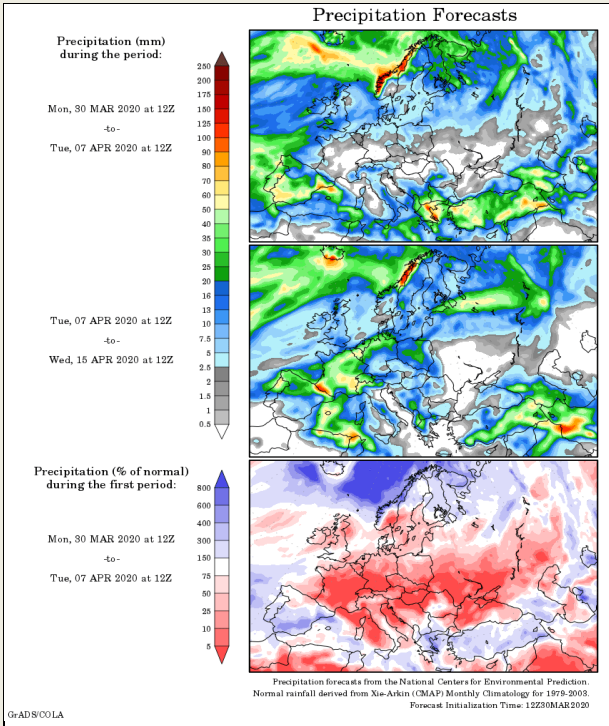 Precipitation Forecasts
Precipitation (mm)
during the period:
Mon, 30 MAR 2020 at 12Z
-to-
Tue, 07 APR 2020 at 12Z
250
200
175
150
125
100
90
80
70
60
50
40
35
30
25
20
16
13
10
7.5
5
2.5
2
1.5
1
0.5
Tue, 07 APR 2020 at 12Z
-to-
Wed, 15 APR 2020 at 12Z
Precipitation (% of normal)
during the first period:
Mon, 30 MAR 2020 at 12Z
-to-
Tue, 07 APR 2020 at 12Z
800
600
400
300
150
75
50
25
10
5
Precipitation forecasts from the National Centers for Environmental Prediction.
Normal rainfall derived from Xie-Arkin (CMAP) Monthly Climatology for 1979-2003.
Forecast Initialization Time: 12Z30MAR2020
GrADS/COLA